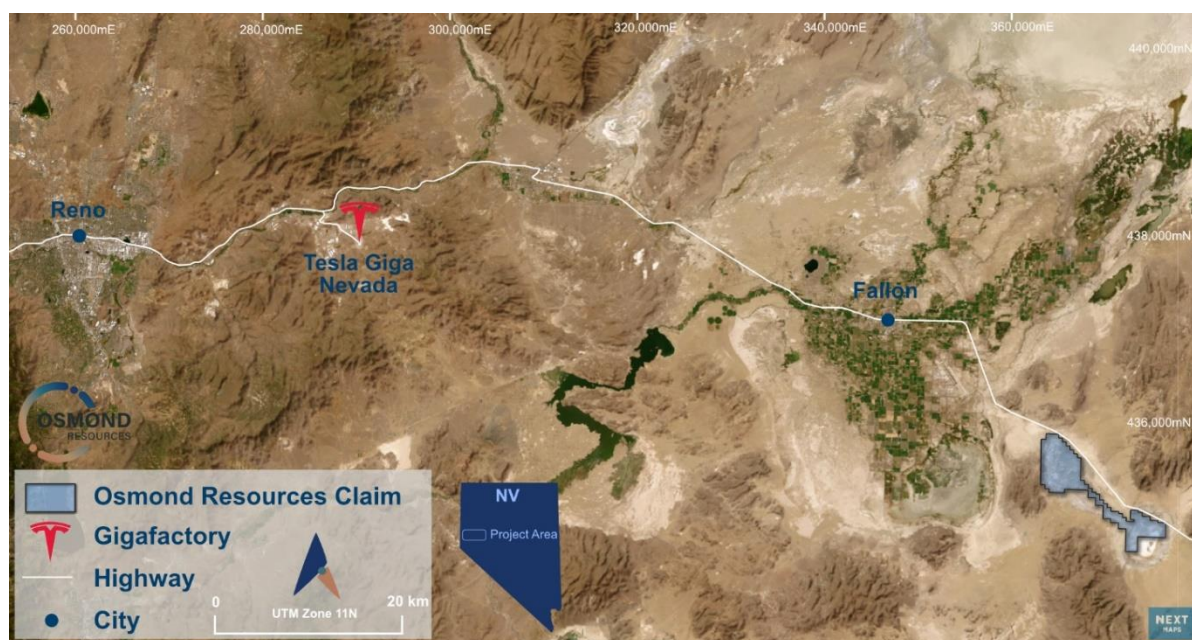 260,000mE
280,000mE
300,000mE
320,000mE
340,000mE
360,000mE
440,000mN
Reno
Tesla Giga
Nevada
438,000mN
Fallon
OSMOND
RESOURCES
436,000mN
Osmond Resources Claim
Gigafactory
Highway
City
0
20 km
UTM Zone 11N
NV
Project Area
NEXT
MAPS